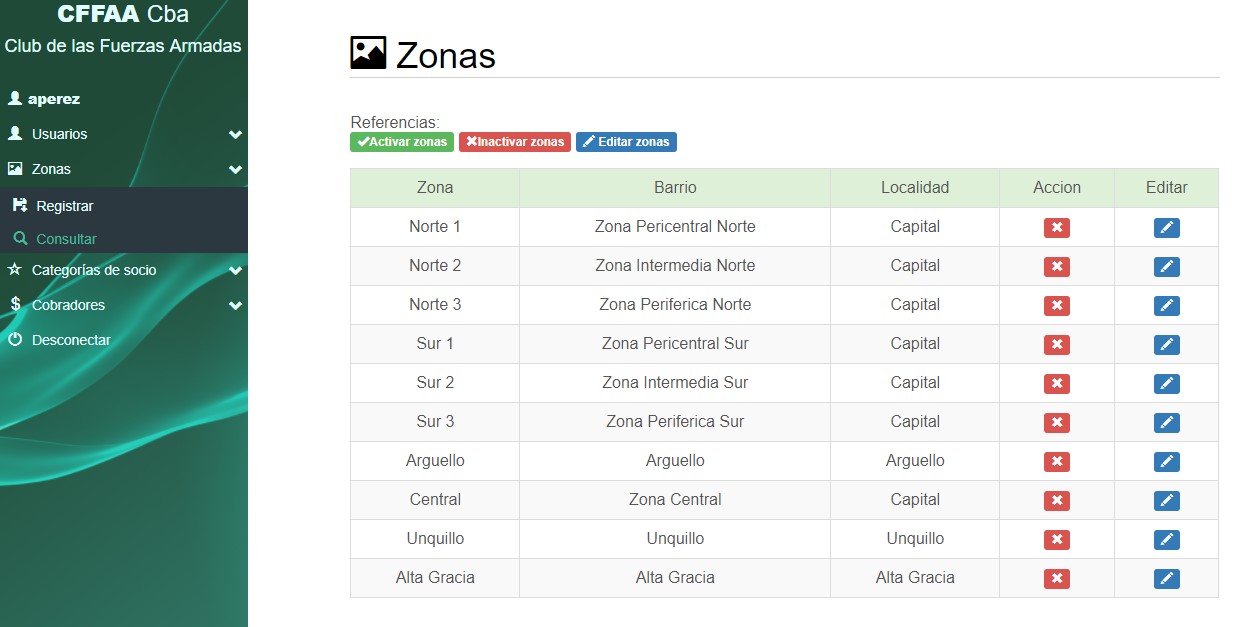 CFFAA Cba
Club de las Fuerzas Armadas
aperez
Usuarios
Zonas
Registrar
Consultar
Categorías de socio
Cobradores
Desconectar
Zonas
Referencias:
Activar zonas Inactivar zonas Editar zonas
Zona Barrio Localidad Accion Editar
Norte 1 Zona Pericentral Norte Capital
Norte 2 Zona Intermedia Norte Capital
Norte 3 Zona Periferica Norte Capital
Sur 1 Zona Pericentral Sur Capital
Sur 2 Zona Intermedia Sur Capital
Sur 3 Zona Periferica Sur Capital
Arguello Arguello Arguello
Central Zona Central Capital
Unquillo Unquillo Unquillo
Alta Gracia Alta Gracia Alta Gracia